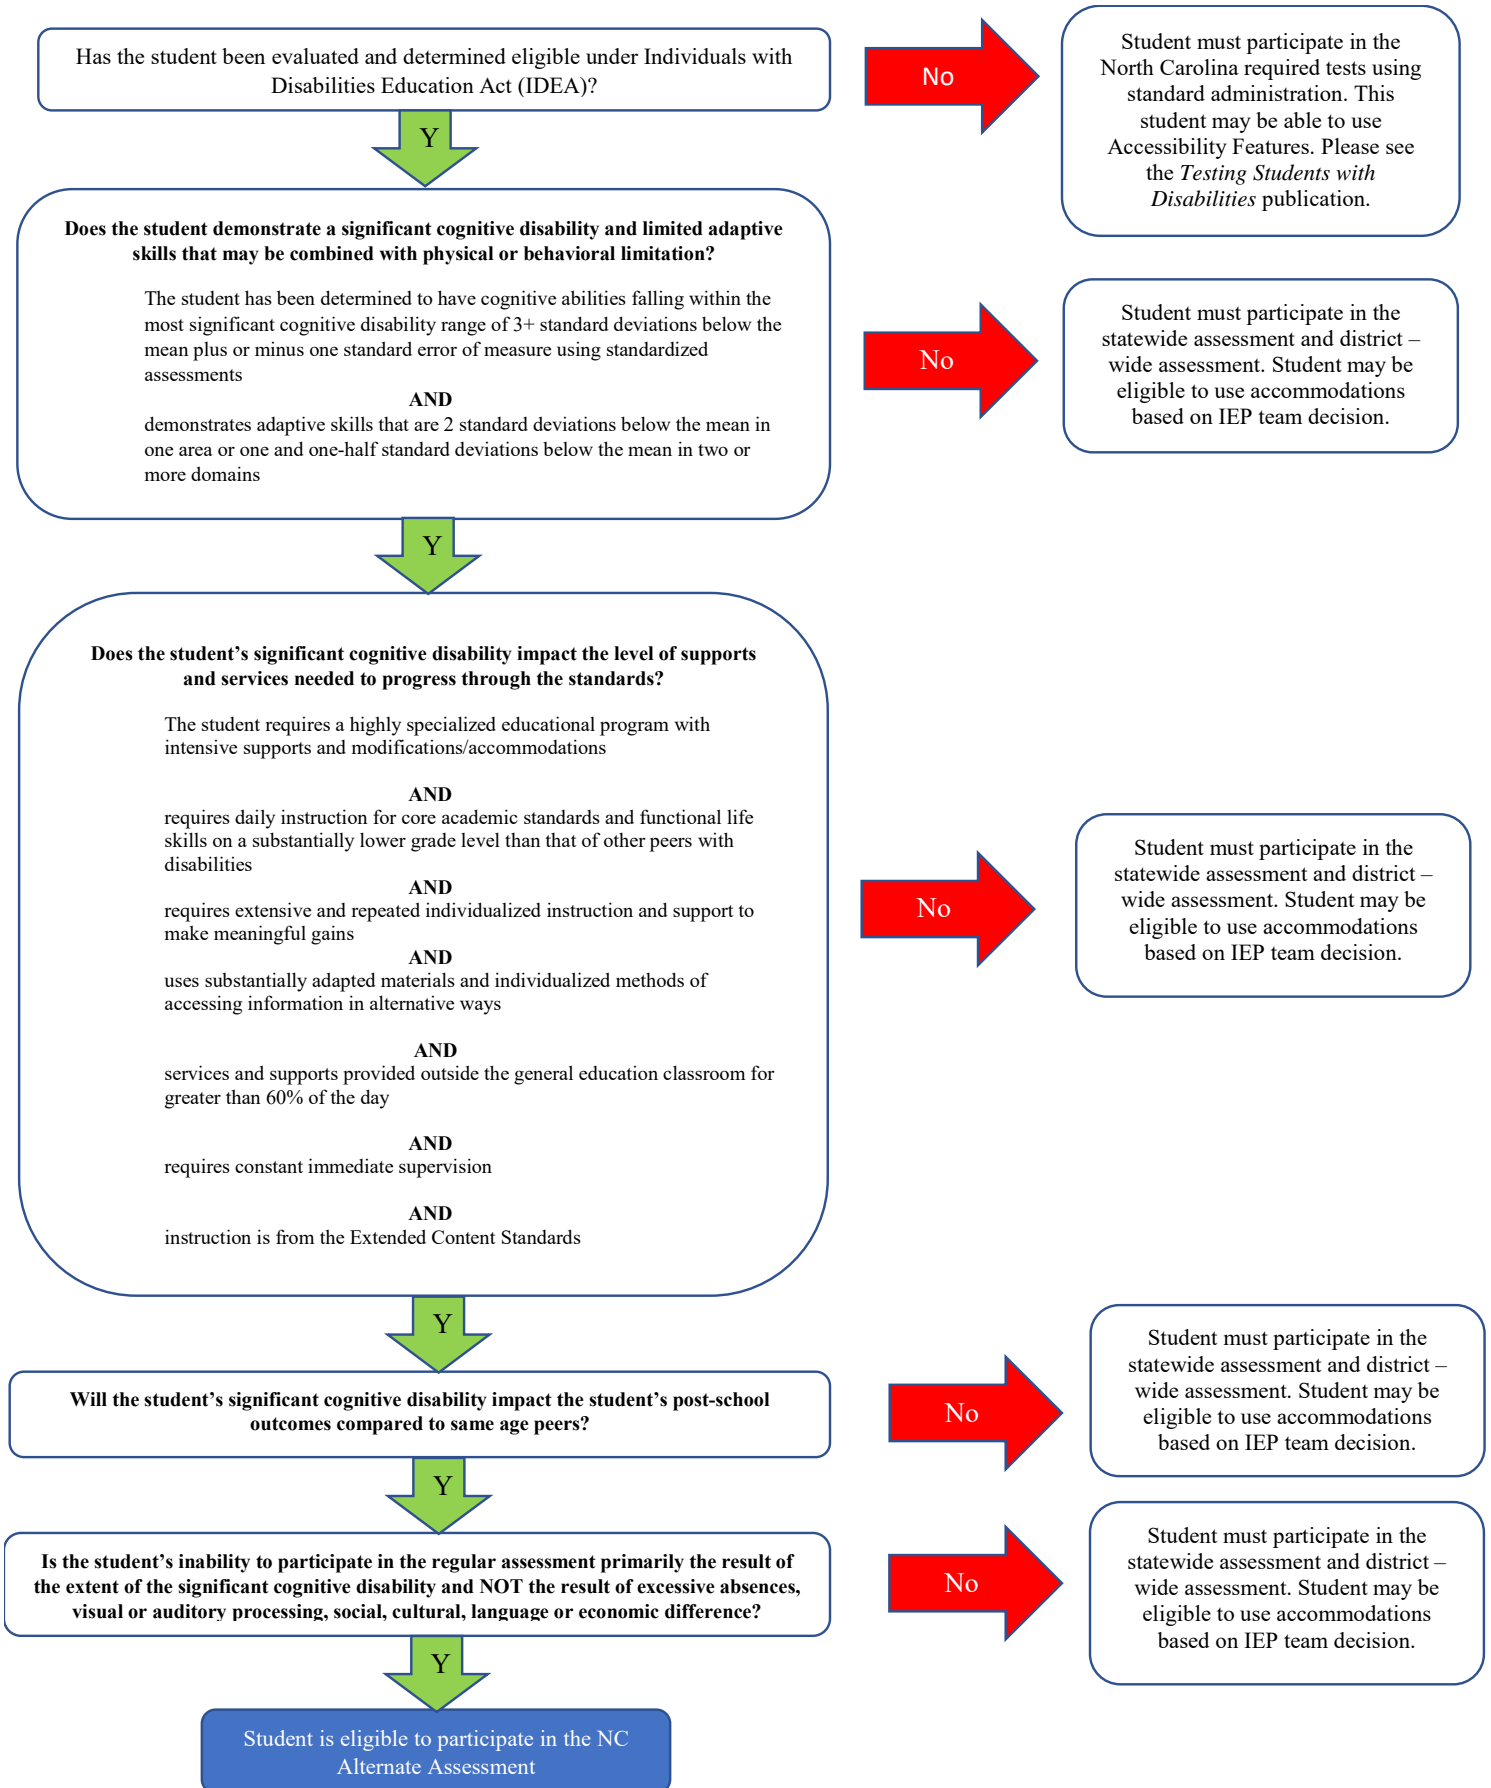 Has the student been evaluated and determined eligible under Individuals with
Disabilities Education Act (IDEA)?
No
Student must participate in the
North Carolina required tests using
standard administration. This
student may be able to use
Accessibility Features. Please see
the Testing Students with
Disabilities publication.
Y
Does the student demonstrate a significant cognitive disability and limited adaptive
skills that may be combined with physical or behavioral limitation?
The student has been determined to have cognitive abilities falling within the
most significant cognitive disability range of 3+ standard deviations below the
mean plus or minus one standard error of measure using standardized
assessments
AND
demonstrates adaptive skills that are 2 standard deviations below the mean in
one area or one and one-half standard deviations below the mean in two or
more domains
No
Student must participate in the
statewide assessment and district –
wide assessment. Student may be
eligible to use accommodations
based on IEP team decision.
Y
Does the student’s significant cognitive disability impact the level of supports
and services needed to progress through the standards?
The student requires a highly specialized educational program with
intensive supports and modifications/accommodations
AND
requires daily instruction for core academic standards and functional life
skills on a substantially lower grade level than that of other peers with
disabilities
AND
requires extensive and repeated individualized instruction and support to
make meaningful gains
AND
uses substantially adapted materials and individualized methods of
accessing information in alternative ways
AND
services and supports provided outside the general education classroom for
greater than 60% of the day
AND
requires constant immediate supervision
AND
instruction is from the Extended Content Standards
No
Student must participate in the
statewide assessment and district –
wide assessment. Student may be
eligible to use accommodations
based on IEP team decision.
Y
Will the student’s significant cognitive disability impact the student’s post-school
outcomes compared to same age peers?
No
Student must participate in the
statewide assessment and district –
wide assessment. Student may be
eligible to use accommodations
based on IEP team decision.
Y
Is the student’s inability to participate in the regular assessment primarily the result of
the extent of the significant cognitive disability and NOT the result of excessive absences,
visual or auditory processing, social, cultural, language or economic difference?
No
Student must participate in the
statewide assessment and district –
wide assessment. Student may be
eligible to use accommodations
based on IEP team decision.
Y
Student is eligible to participate in the NC
Alternate Assessment